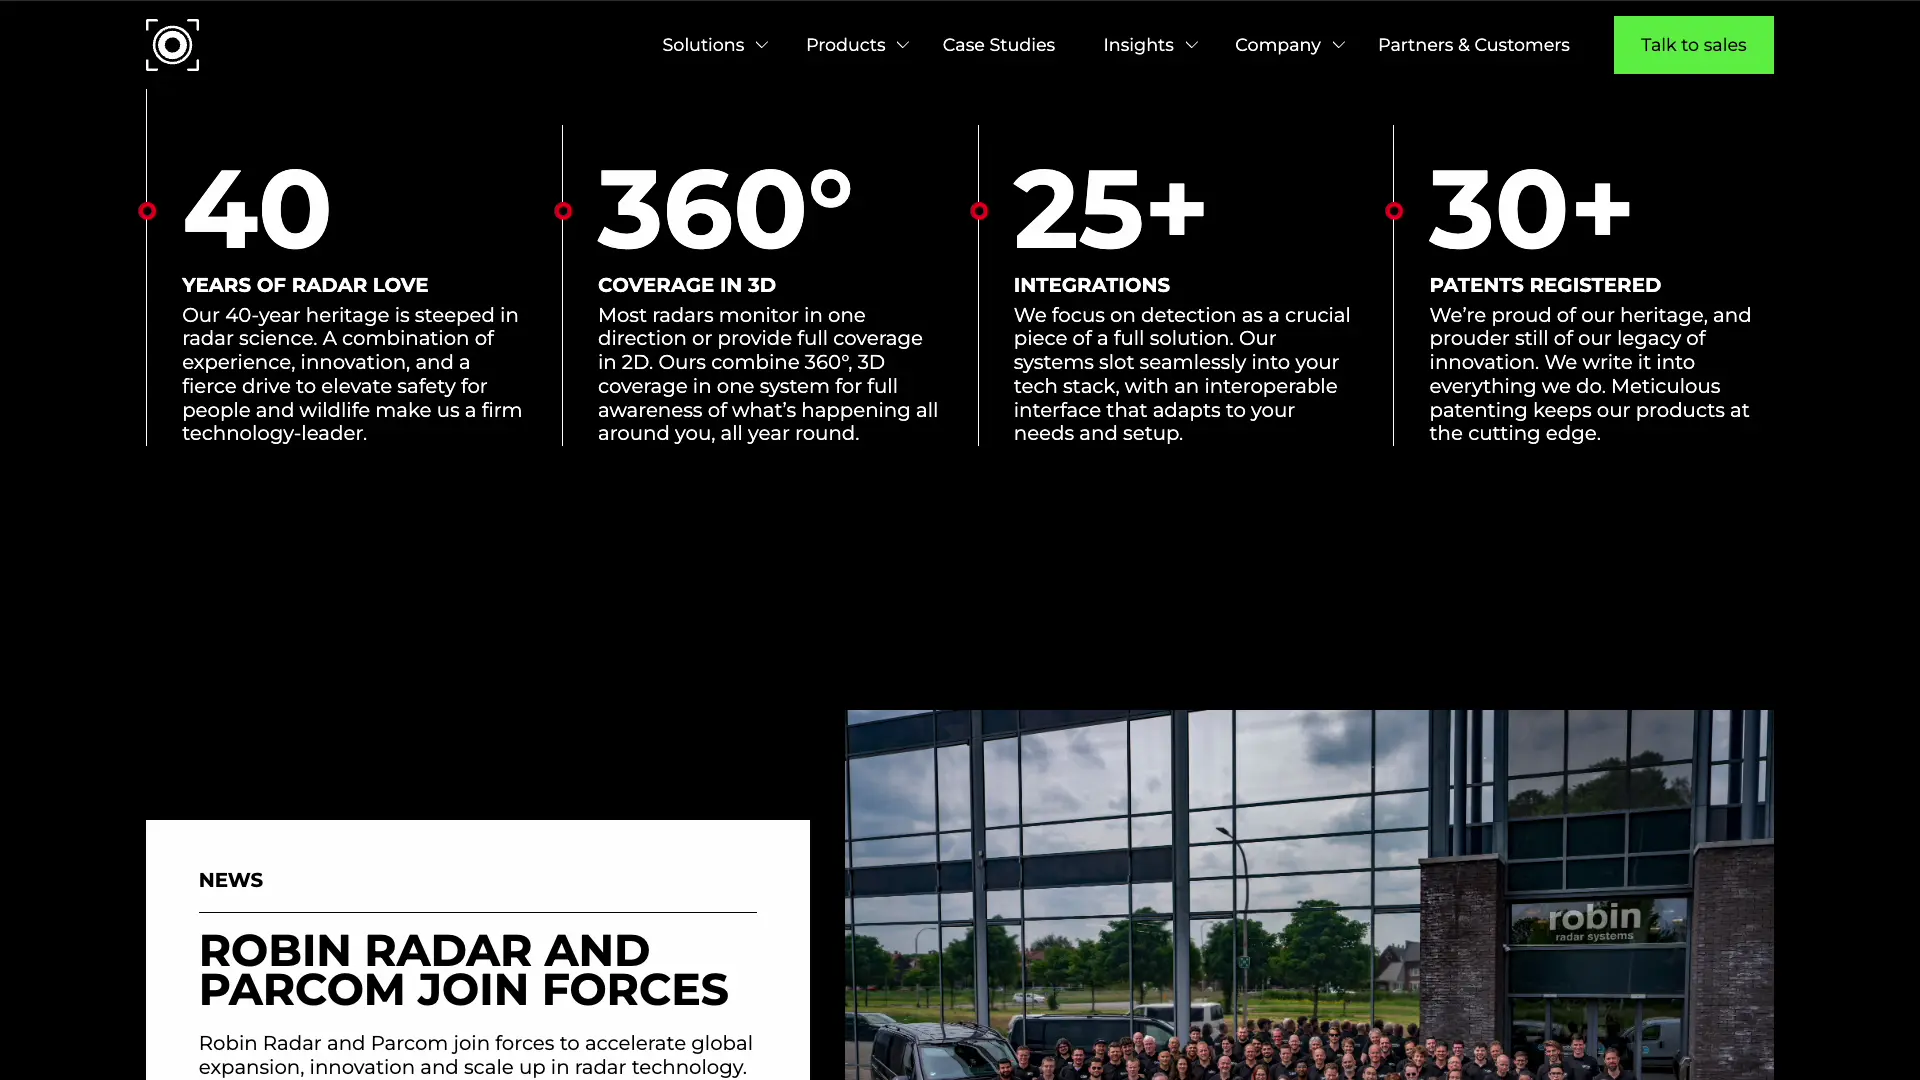 Solutions
Products
Case Studies
Insights
Company
Partners & Customers
Talk to sales
40
YEARS OF RADAR LOVE
Our 40-year heritage is steeped in
radar science. A combination of
experience, innovation, and a
fierce drive to elevate safety for
people and wildlife make us a firm
technology-leader.
360°
COVERAGE IN 3D
Most radars monitor in one
direction or provide full coverage
in 2D. Ours combine 360°, 3D
coverage in one system for full
awareness of what's happening all
around you, all year round.
25+
INTEGRATIONS
We focus on detection as a crucial
piece of a full solution. Our
systems slot seamlessly into your
tech stack, with an interoperable
interface that adapts to your
needs and setup.
30+
PATENTS REGISTERED
We're proud of our heritage, and
prouder still of our legacy of
innovation. We write it into
everything we do. Meticulous
patenting keeps our products at
the cutting edge.
NEWS
ROBIN RADAR AND
PARCOM JOIN FORCES
Robin Radar and Parcom join forces to accelerate global
expansion, innovation and scale up in radar technology.
robin
radar systems